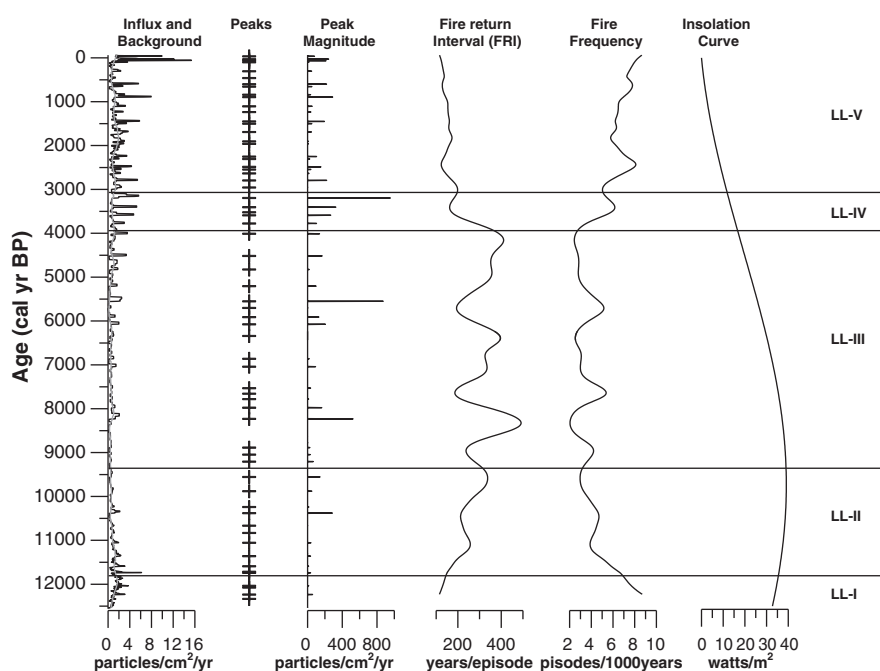 Influx and Background
Peaks
Peak Magnitude
Fire return Interval (FRI)
Fire Frequency
Insolation Curve
Age (cal yr BP)
0
1000
2000
3000
4000
5000
6000
7000
8000
9000
10000
11000
12000
LL-V
LL-IV
LL-III
LL-II
LL-I
0 4 8 12 16
0 400 800
200 400
2 4 6 8 10
0 10 20 30 40
particles/cm²/yr
particles/cm²/yr
years/episode
pisodes/1000years
watts/m²